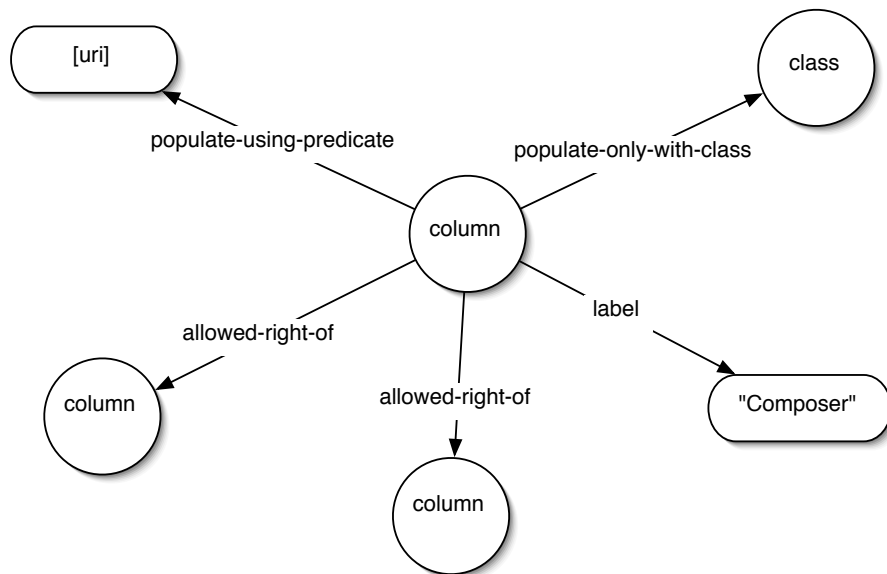 [uri]
class
populate-using-predicate
populate-only-with-class
column
label
allowed-right-of
column
allowed-right-of
"Composer"
column